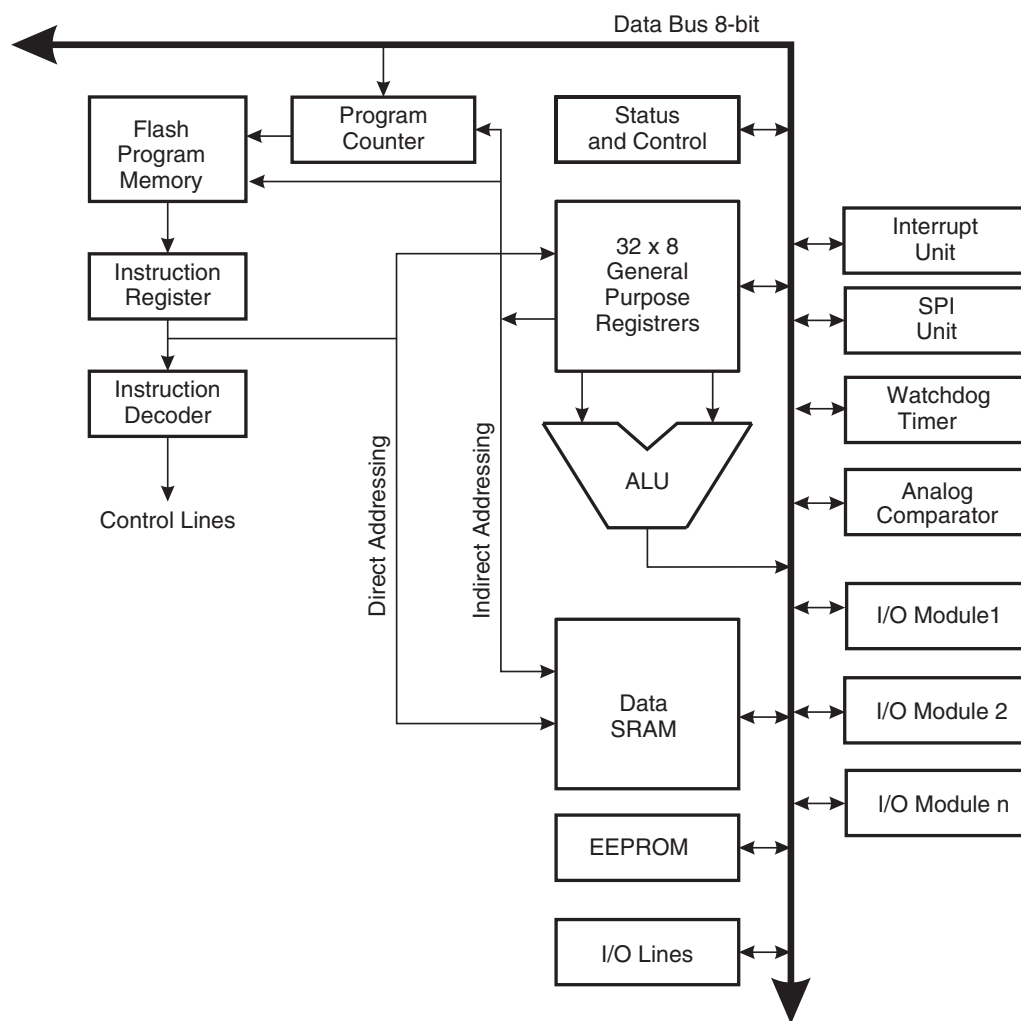 Data Bus 8-bit
Flash
Program
Memory
Program
Counter
Status
and Control
Interrupt
Unit
32 x 8
General
Purpose
Registrers
Instruction
Register
SPI
Unit
Instruction
Decoder
Watchdog
Timer
ALU
Analog
Comparator
Control Lines
Direct Addressing
Indirect Addressing
I/O Module1
Data
SRAM
I/O Module 2
I/O Module n
EEPROM
I/O Lines